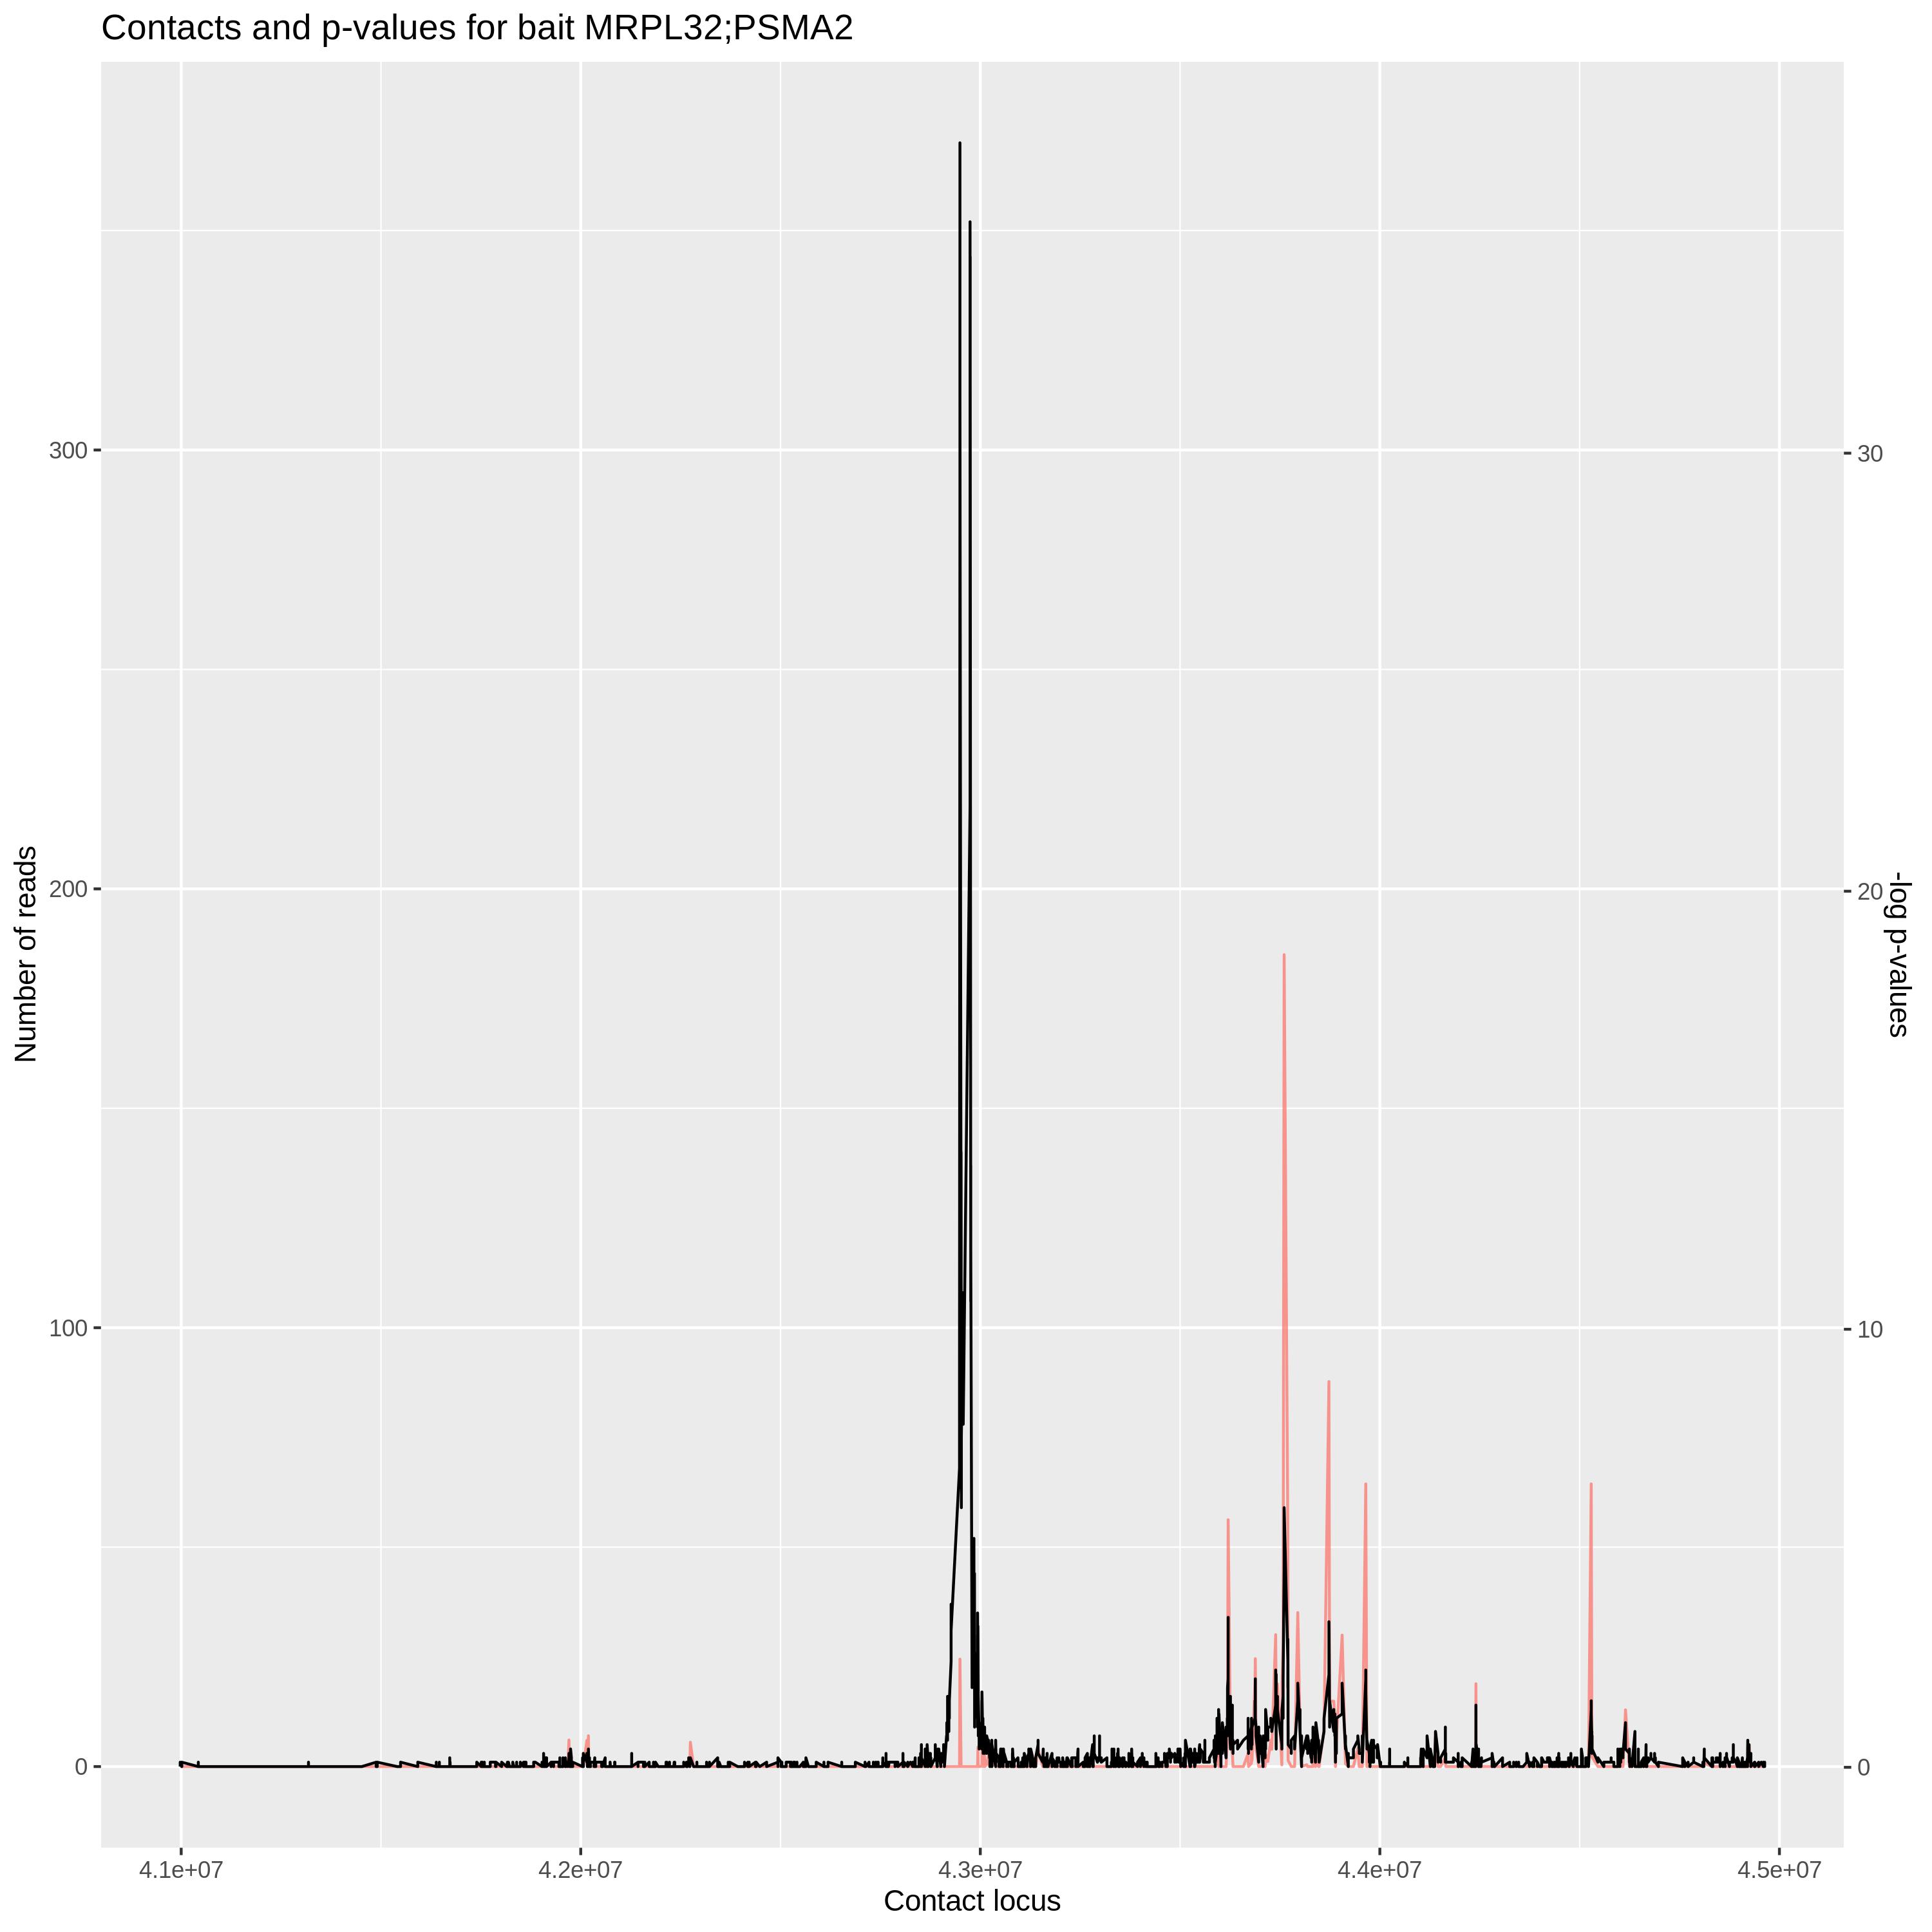 Contacts and p-values for bait MRPL32;PSMA2
Number of reads
300
200
100
0
30
20
10
0
-log p-values
4.1e+07
4.2e+07
4.3e+07
4.4e+07
4.5e+07
Contact locus